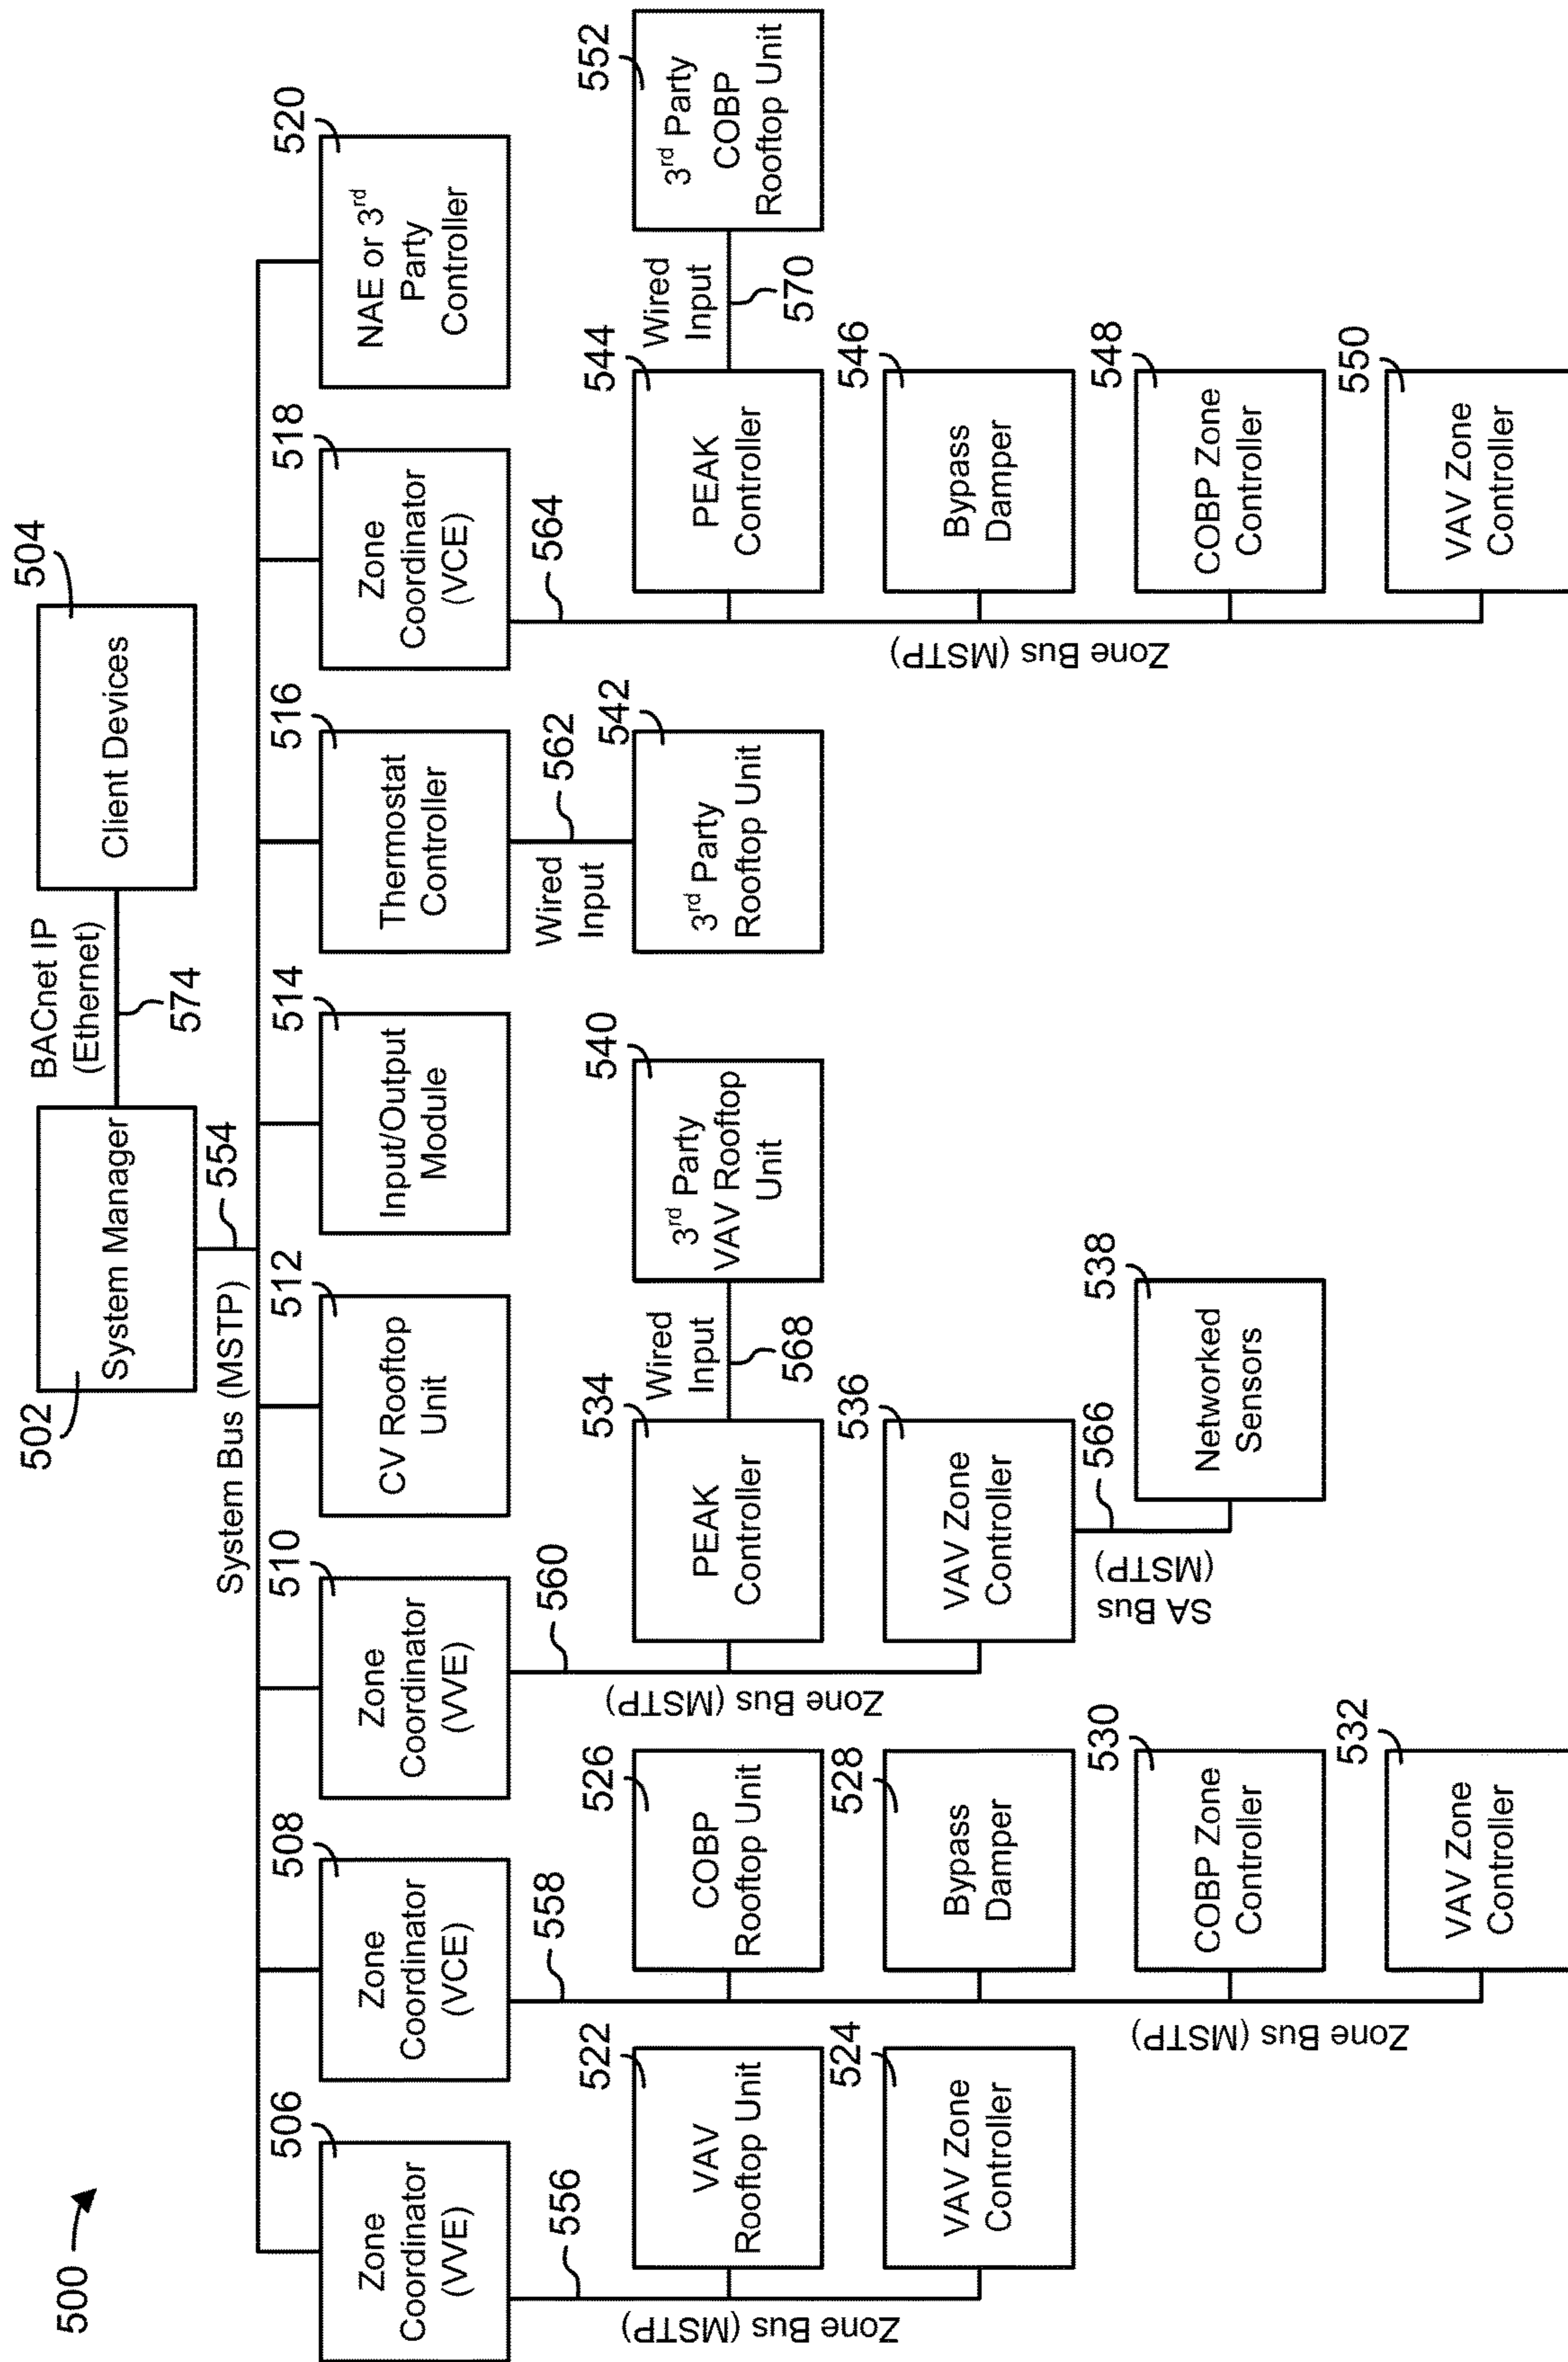 500
502
System Manager
BACnet IP
(Ethernet)
574
504
Client Devices
System Bus (MSTP)
554
506
Zone
Coordinator
(VVE)
508
Zone
Coordinator
(VCE)
510
Zone
Coordinator
(VVE)
512
CV Rooftop
Unit
514
Input/Output
Module
516
Thermostat
Controller
518
Zone
Coordinator
(VCE)
520
NAE or 3rd
Party
Controller
556
Zone Bus (MSTP)
522
VAV
Rooftop Unit
524
VAV Zone
Controller
558
Zone Bus (MSTP)
526
COBP
Rooftop Unit
528
Bypass
Damper
530
COBP Zone
Controller
532
VAV Zone
Controller
560
Zone Bus (MSTP)
534
PEAK
Controller
Wired
Input
568
540
3rd Party
VAV Rooftop
Unit
536
VAV Zone
Controller
566
SA Bus
(MSTP)
538
Networked
Sensors
562
Wired
Input
542
3rd Party
Rooftop Unit
564
Zone Bus (MSTP)
544
PEAK
Controller
Wired
Input
570
552
3rd Party
COBP
Rooftop Unit
546
Bypass
Damper
548
COBP Zone
Controller
550
VAV Zone
Controller